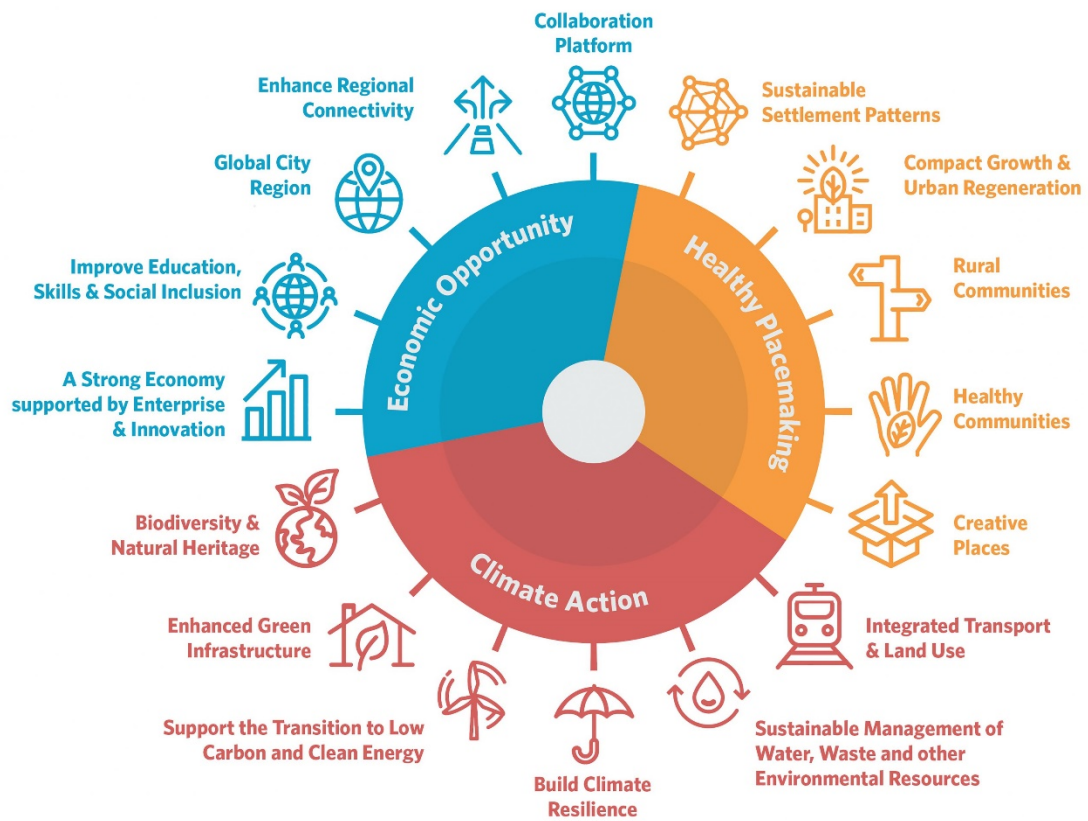 Collaboration
Platform
Sustainable
Settlement Patterns
Compact Growth &
Urban Regeneration
Rural
Communities
Healthy
Communities
Creative
Places
Integrated Transport
& Land Use
Sustainable Management of
Water, Waste and other
Environmental Resources
Build Climate
Resilience
Support the Transition to Low
Carbon and Clean Energy
Enhanced Green
Infrastructure
Biodiversity &
Natural Heritage
A Strong Economy
supported by Enterprise
& Innovation
Improve Education,
Skills & Social Inclusion
Global City
Region
Enhance Regional
Connectivity
Economic Opportunity
Healthy Placemaking
Climate Action